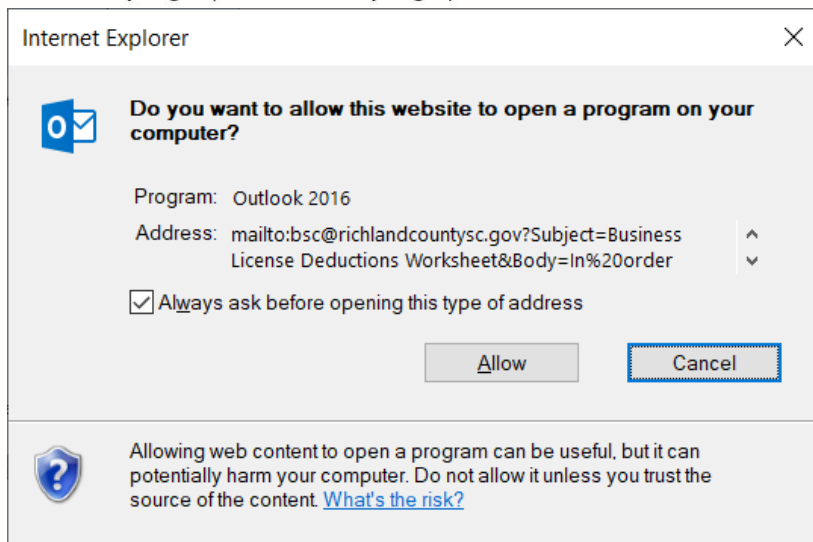 Internet Explorer
Do you want to allow this website to open a program on your
computer?
Program: Outlook 2016
Address: mailto:bsc@richlandcountysc.gov?Subject=Business
License Deductions Worksheet&Body=In%20order
Always ask before opening this type of address
Allow Cancel
Allowing web content to open a program can be useful, but it can
potentially harm your computer. Do not allow it unless you trust the
source of the content. What's the risk?